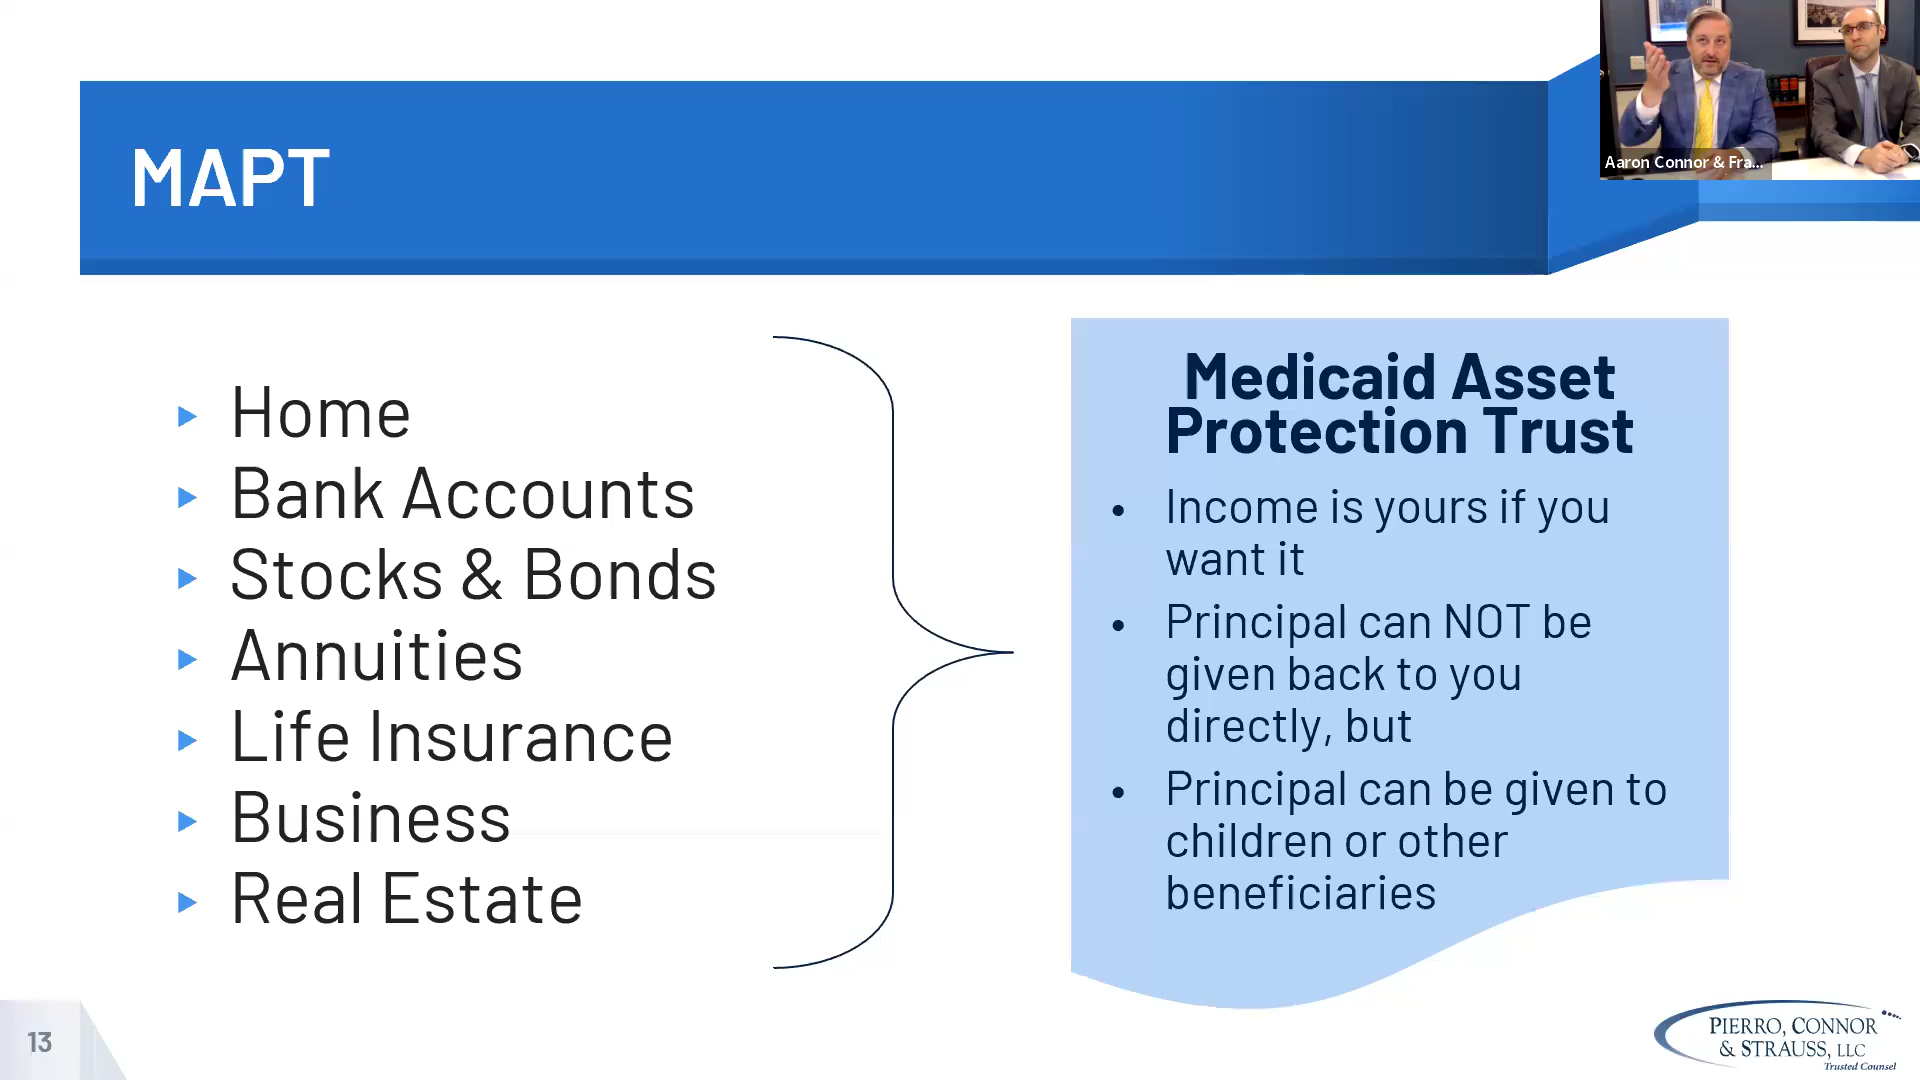 Aaron Connor & Fra...
MAPT
Home
Bank Accounts
Stocks & Bonds
Annuities
Life Insurance
Business
Real Estate
Medicaid Asset
Protection Trust
• Income is yours if you
want it
• Principal can NOT be
given back to you
directly, but
• Principal can be given to
children or other
beneficiaries
13
PIERRO, CONNOR
& STRAUSS, LLC
Trusted Counsel